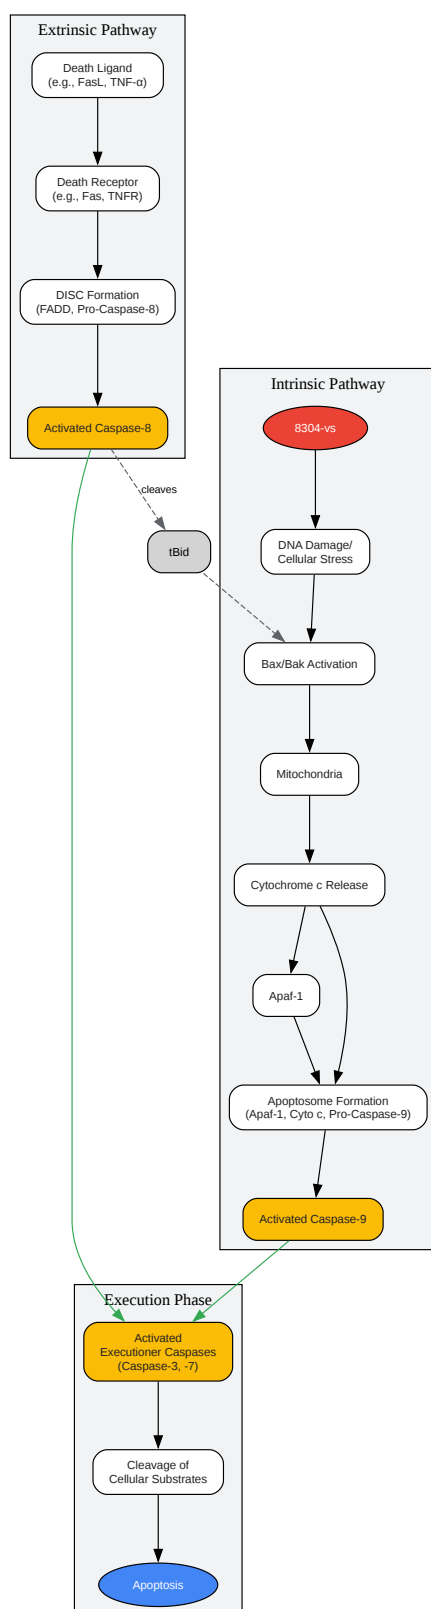 Extrinsic Pathway
Death Ligand
(e.g., FasL, TNF-α)
Death Receptor
(e.g., Fas, TNFR)
DISC Formation
(FADD, Pro-Caspase-8)
Activated Caspase-8
cleaves
tBid
Intrinsic Pathway
8304-vs
DNA Damage/
Cellular Stress
Bax/Bak Activation
Mitochondria
Cytochrome c Release
Apaf-1
Apoptosome Formation
(Apaf-1, Cyto c, Pro-Caspase-9)
Activated Caspase-9
Execution Phase
Activated
Executioner Caspases
(Caspase-3, -7)
Cleavage of
Cellular Substrates
Apoptosis